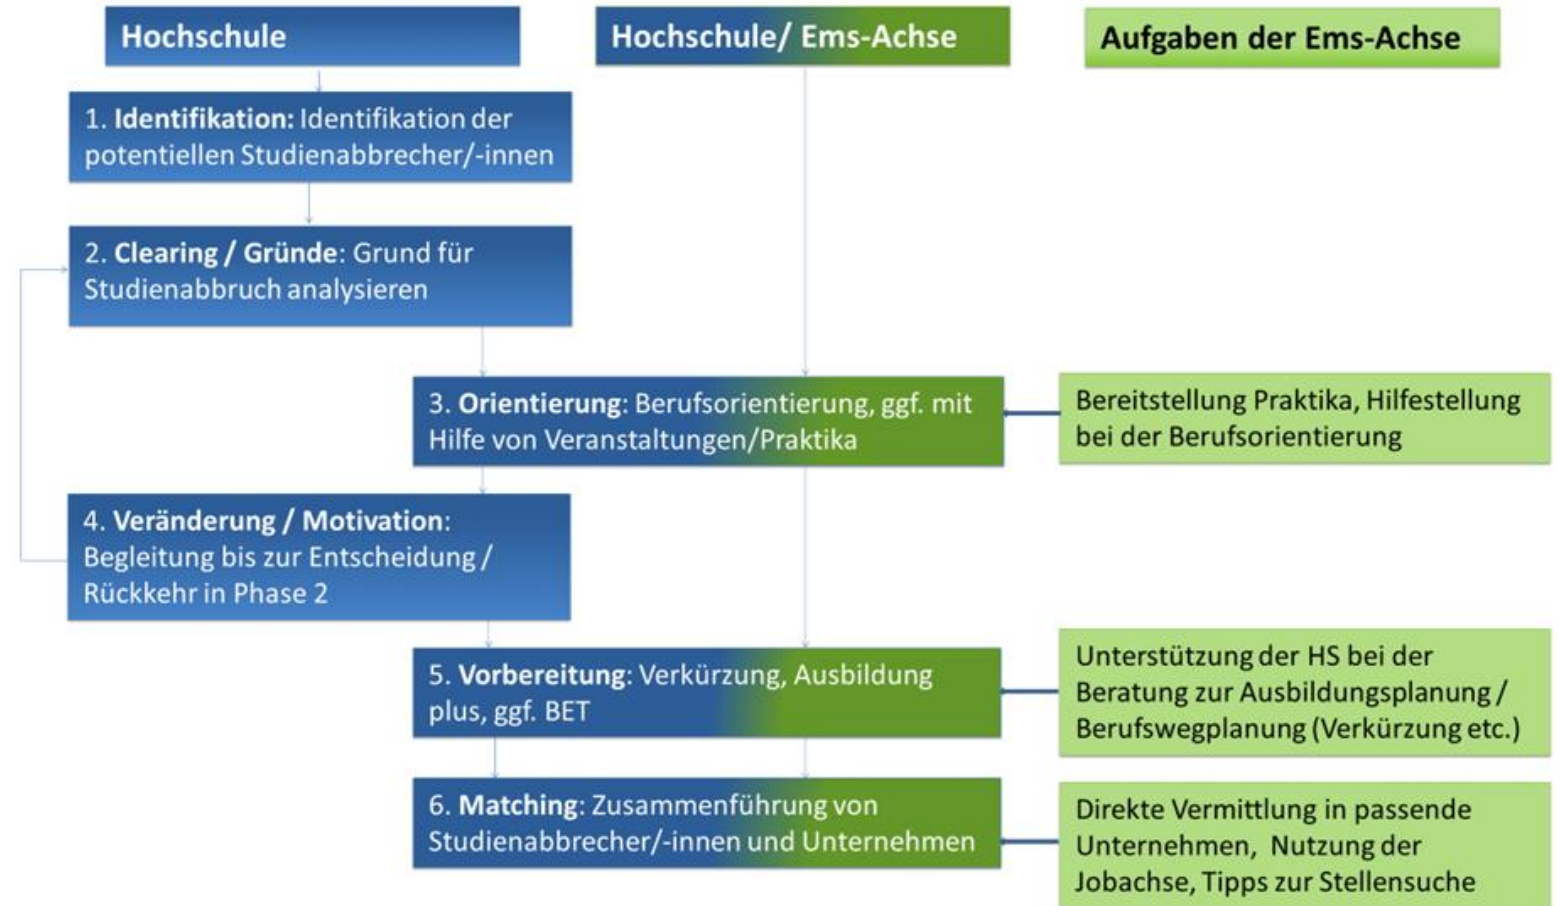 Hochschule
Hochschule/ Ems-Achse
Aufgaben der Ems-Achse
1. Identifikation: Identifikation der
potentiellen Studienabbrecher/-innen
2. Clearing / Gründe: Grund für
Studienabbruch analysieren
3. Orientierung: Berufsorientierung, ggf. mit
Hilfe von Veranstaltungen/Praktika
Bereitstellung Praktika, Hilfestellung
bei der Berufsorientierung
4. Veränderung / Motivation:
Begleitung bis zur Entscheidung /
Rückkehr in Phase 2
5. Vorbereitung: Verkürzung, Ausbildung
plus, ggf. BET
Unterstützung der HS bei der
Beratung zur Ausbildungsplanung /
Berufswegplanung (Verkürzung etc.)
6. Matching: Zusammenführung von
Studienabbrecher/-innen und Unternehmen
Direkte Vermittlung in passende
Unternehmen, Nutzung der
Jobachse, Tipps zur Stellensuche